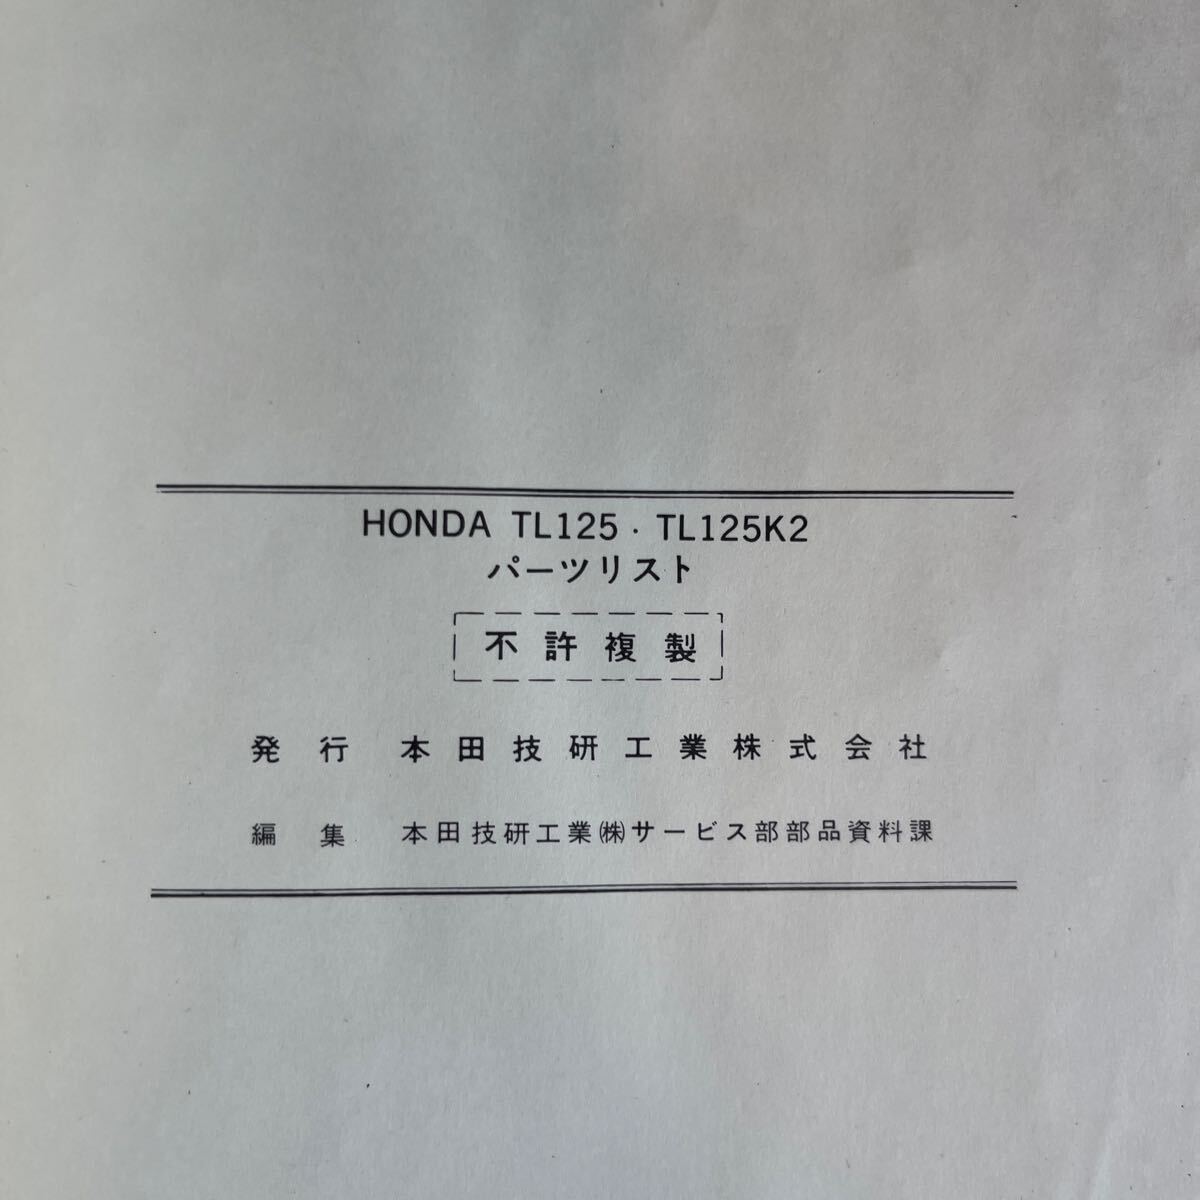 HONDA TL125・TL125K2
パーツリスト
不許複製
発行 本田技研工業株式会社
編集 本田技研工業㈱サービス部部品資料課